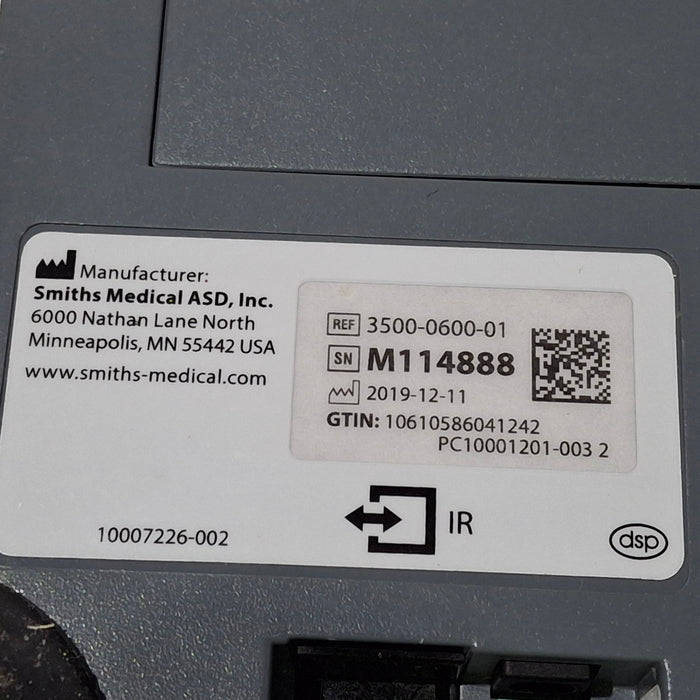 Manufacturer:
Smiths Medical ASD, Inc.
6000 Nathan Lane North
Minneapolis, MN 55442 USA
www.smiths-medical.com
REF 3500-0600-01
SN M114888
2019-12-11
GTIN: 10610586041242
PC10001201-003 2
IR
10007226-002
dsp